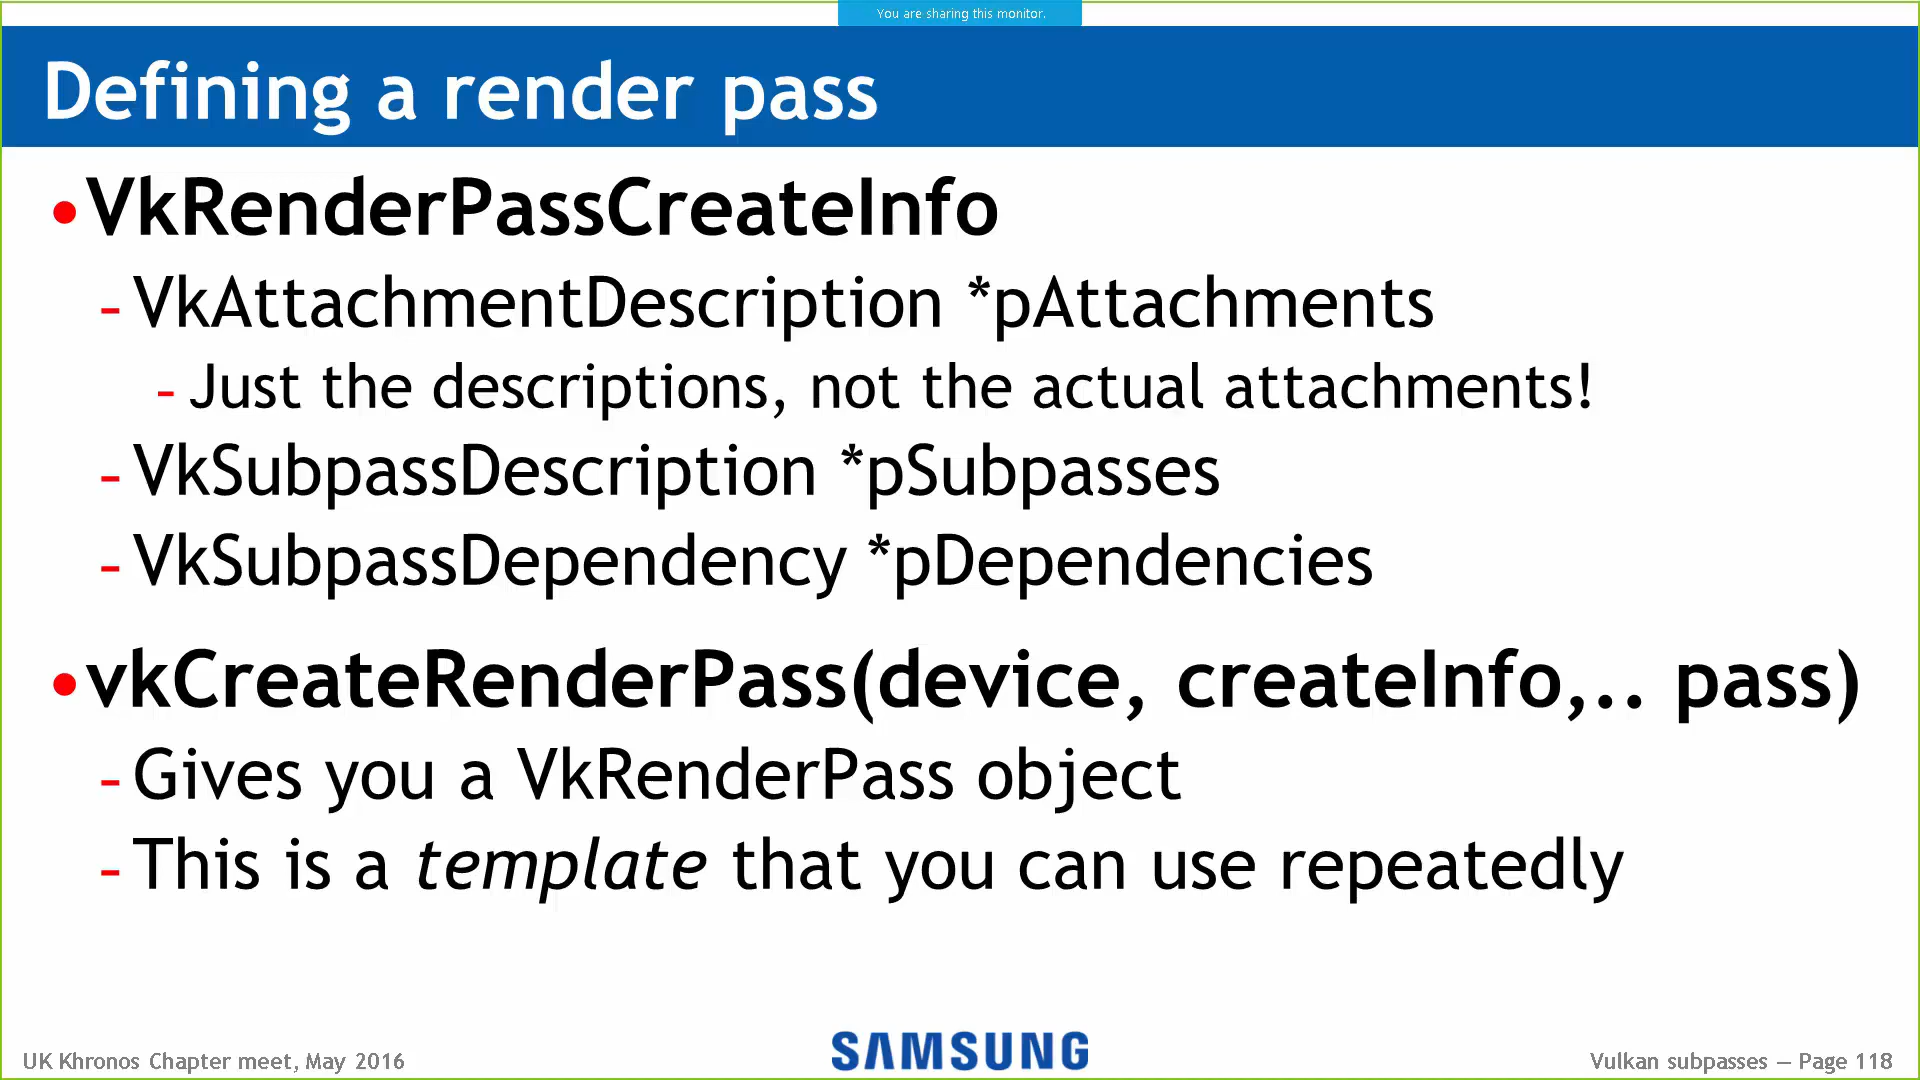 You are sharing this monitor.
Defining a render pass
•VkRenderPassCreateInfo
-VkAttachmentDescription *pAttachments
-Just the descriptions, not the actual attachments!
-VkSubpassDescription *pSubpasses
-VkSubpassDependency *pDependencies
•vkCreateRenderPass(device, createInfo,.. pass)
-Gives you a VkRenderPass object
-This is a template that you can use repeatedly
UK Khronos Chapter meet, May 2016
SAMSUNG
Vulkan subpasses — Page 118